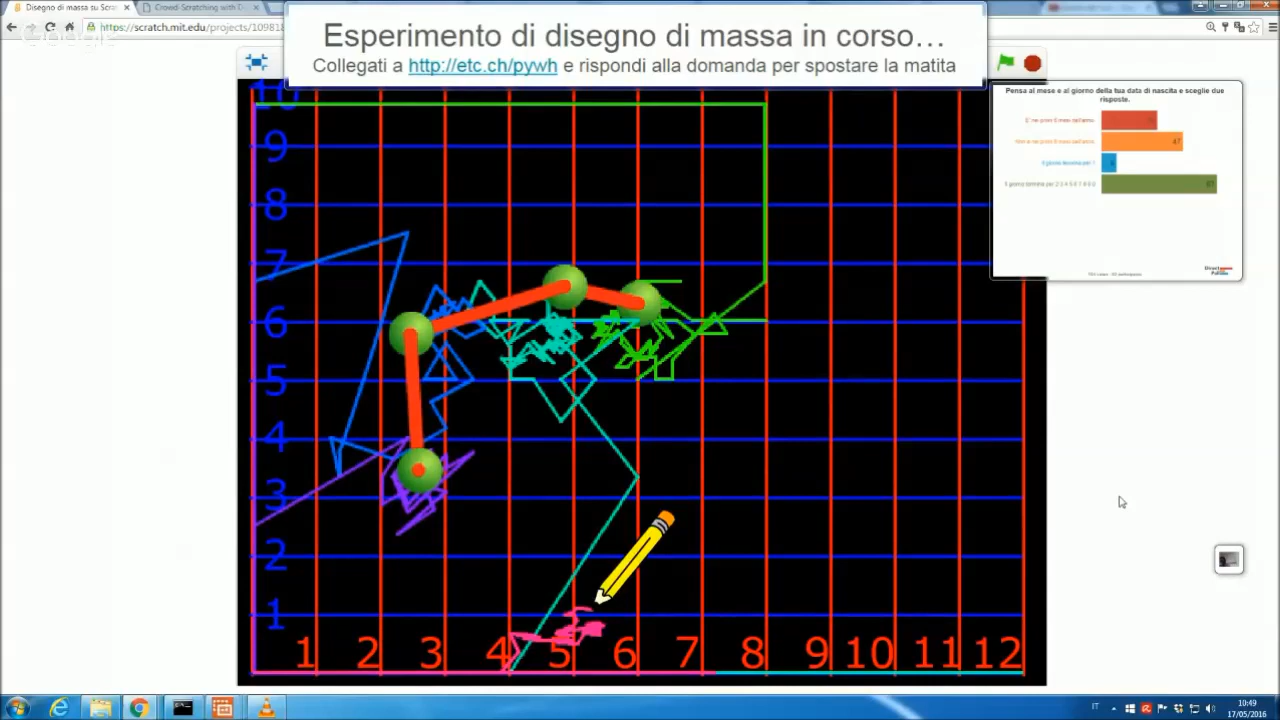 Disegno di massa su Scratch
Crowd-Scratching with D
https://scratch.mit.edu/projects/10981
Esperimento di disegno di massa in corso…
Collegati a http://etc.ch/pywh e rispondi alla domanda per spostare la matita
Pensa al mese e al giorno della tua data di nascita e sceglie due
risposte.
47
10
9
8
7
6
5
4
3
2
1
1 2 3 4 5 6 7 8 9 10 11 12
IT
10:49
17/05/2016